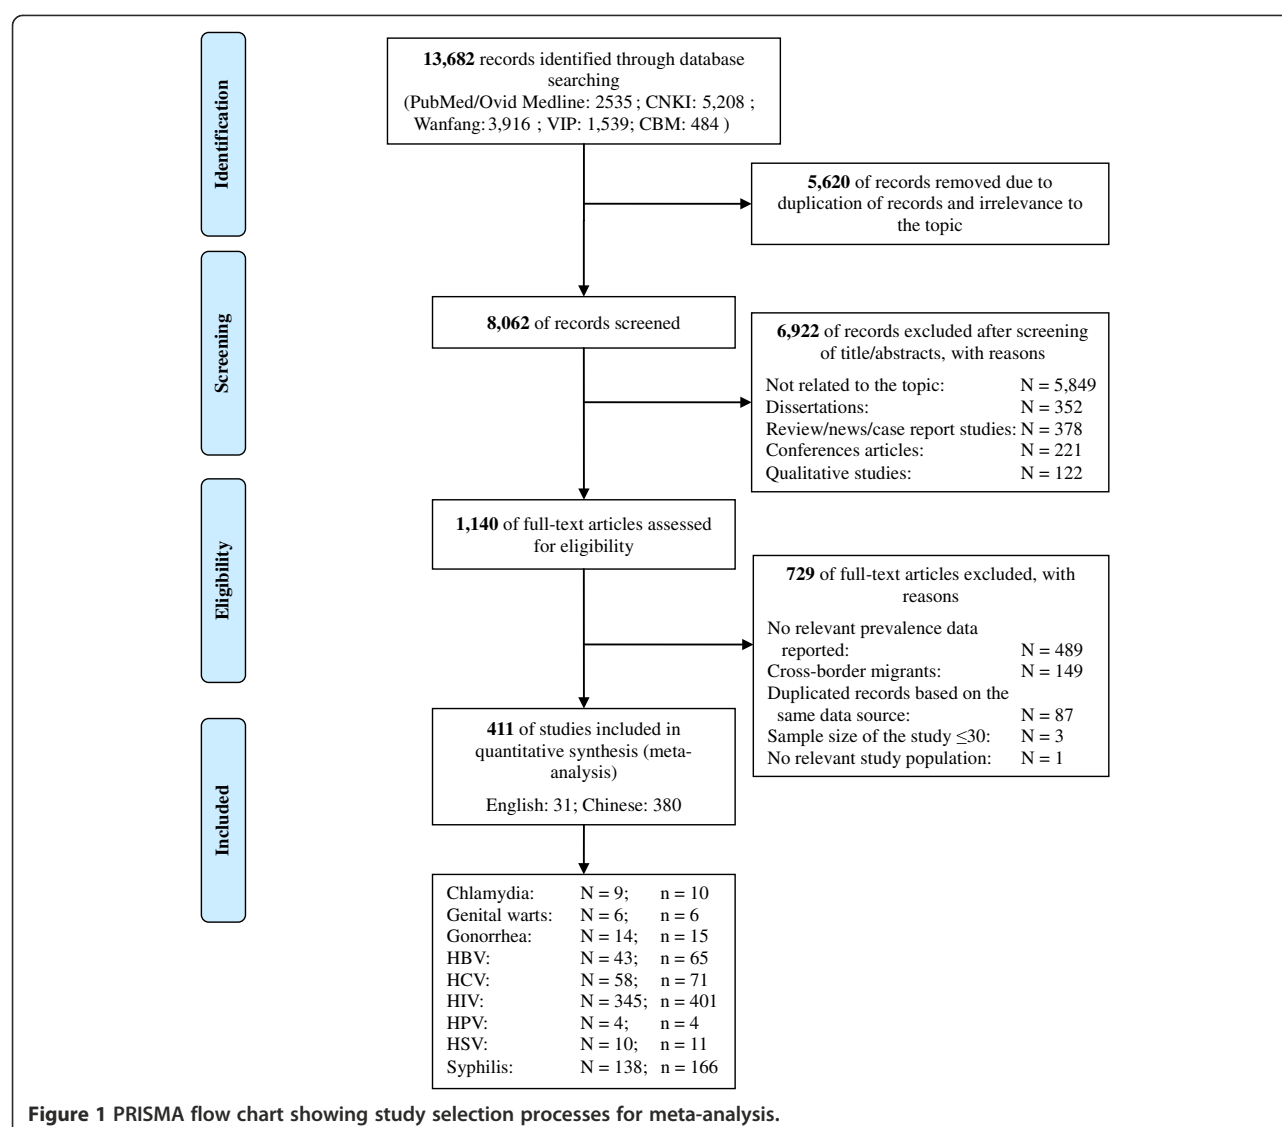 Identification
13,682 records identified through database
searching
(PubMed/Ovid Medline: 2535 ; CNKI: 5,208 ;
Wanfang: 3,916 ; VIP: 1,539; CBM: 484 )
5,620 of records removed due to
duplication of records and irrelevance to
the topic
Screening
8,062 of records screened
6,922 of records excluded after screening
of title/abstracts, with reasons
Not related to the topic: N = 5,849
Dissertations: N = 352
Review/news/case report studies: N = 378
Conferences articles: N = 221
Qualitative studies: N = 122
Eligibility
1,140 of full-text articles assessed
for eligibility
729 of full-text articles excluded, with
reasons
No relevant prevalence data
reported: N = 489
Cross-border migrants: N = 149
Duplicated records based on the
same data source: N = 87
Sample size of the study ≤30: N = 3
No relevant study population: N = 1
Included
411 of studies included in
quantitative synthesis (meta-
analysis)
English: 31; Chinese: 380
Chlamydia: N = 9; n = 10
Genital warts: N = 6; n = 6
Gonorrhea: N = 14; n = 15
HBV: N = 43; n = 65
HCV: N = 58; n = 71
HIV: N = 345; n = 401
HPV: N = 4; n = 4
HSV: N = 10; n = 11
Syphilis: N = 138; n = 166
Figure 1 PRISMA flow chart showing study selection processes for meta-analysis.